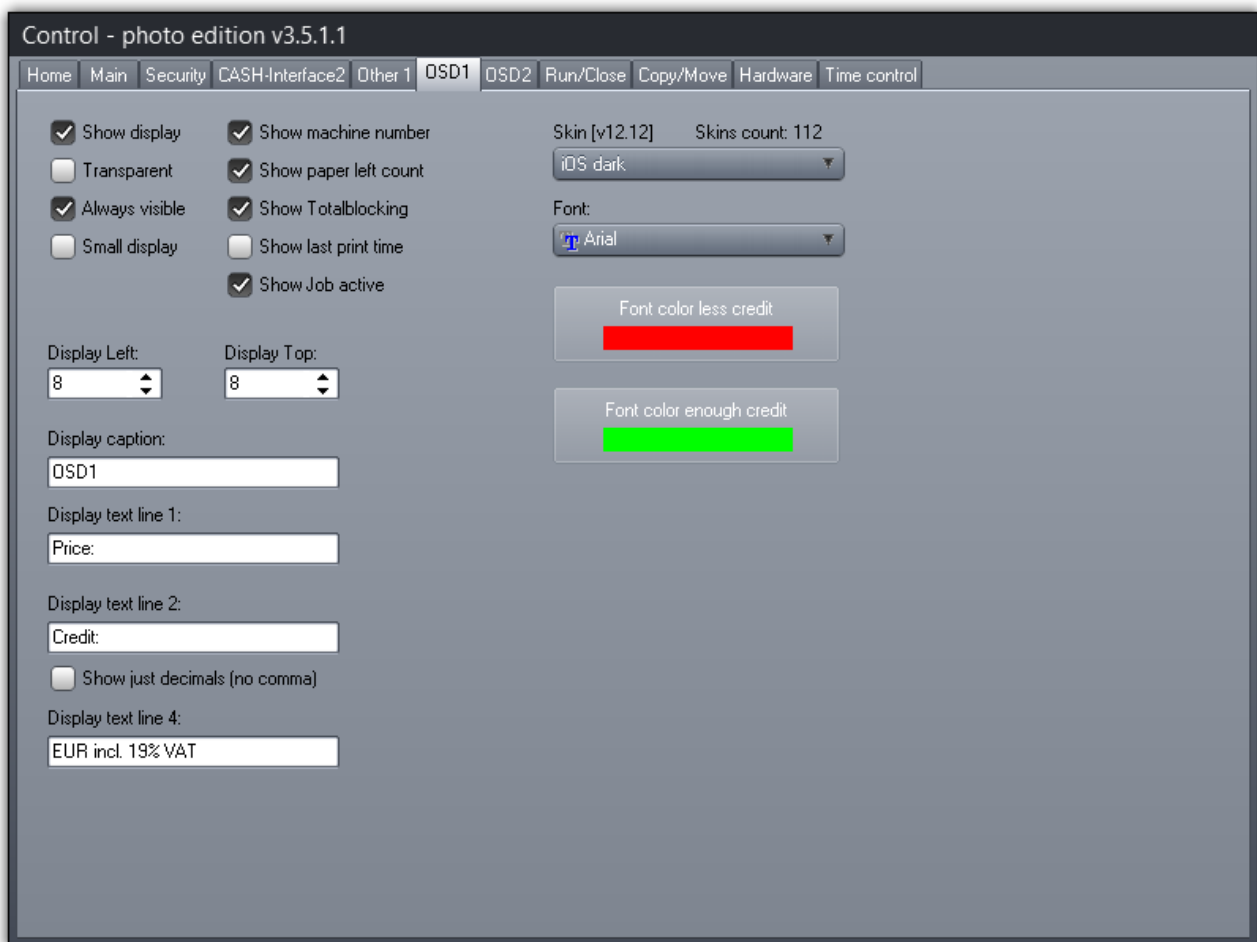 Control - photo edition v3.5.1.1
Home Main Security CASH-Interface2 Other 1 OSD1 OSD2 Run/Close Copy/Move Hardware Time control
Show display
Transparent
Always visible
Small display
Show machine number
Show paper left count
Show Totalblocking
Show last print time
Show Job active
Display Left:
8
Display Top:
8
Display caption:
OSD1
Display text line 1:
Price:
Display text line 2:
Credit:
Show just decimals (no comma)
Display text line 4:
EUR incl. 19% VAT
Skin [v12.12] Skins count: 112
iOS dark
Font:
Arial
Font color less credit
Font color enough credit